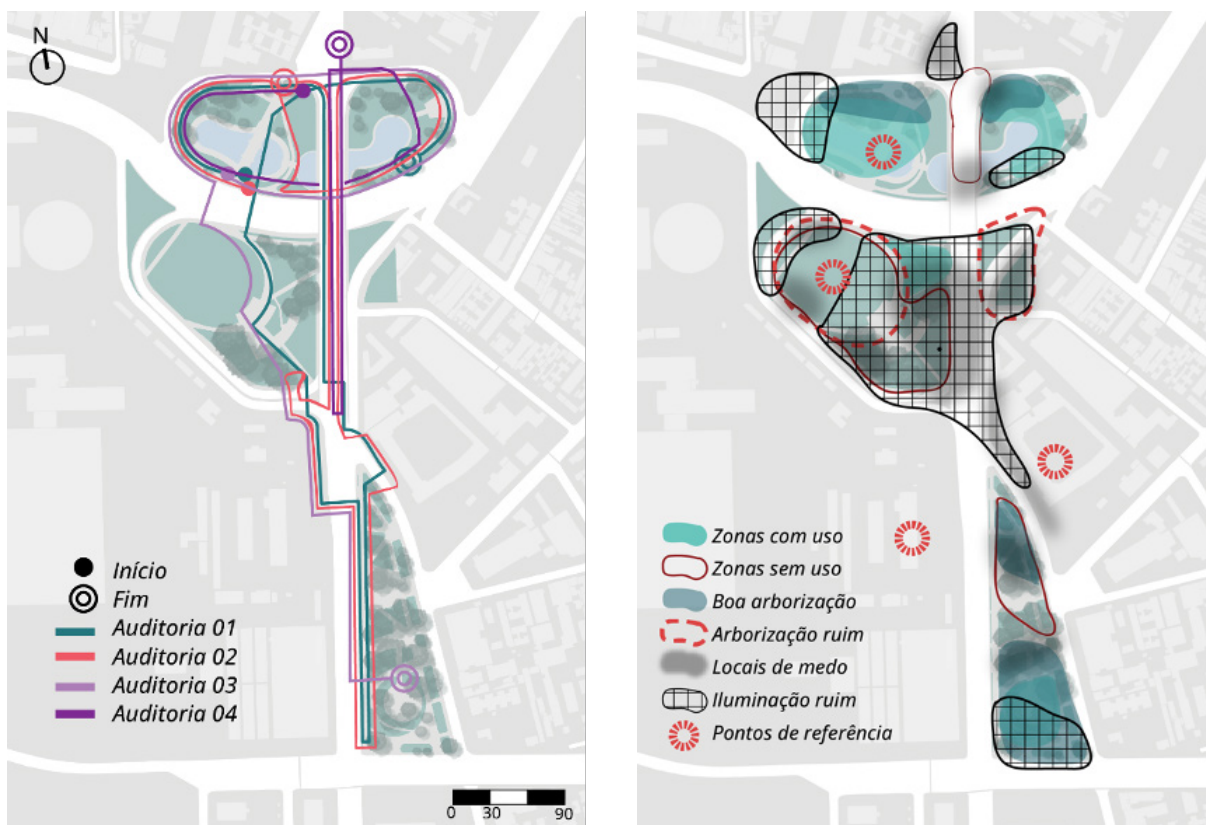 N
Início
Fim
Auditoria 01
Auditoria 02
Auditoria 03
Auditoria 04
0 30 90
Zonas com uso
Zonas sem uso
Boa arborização
Arborização ruim
Locais de medo
Iluminação ruim
Pontos de referência